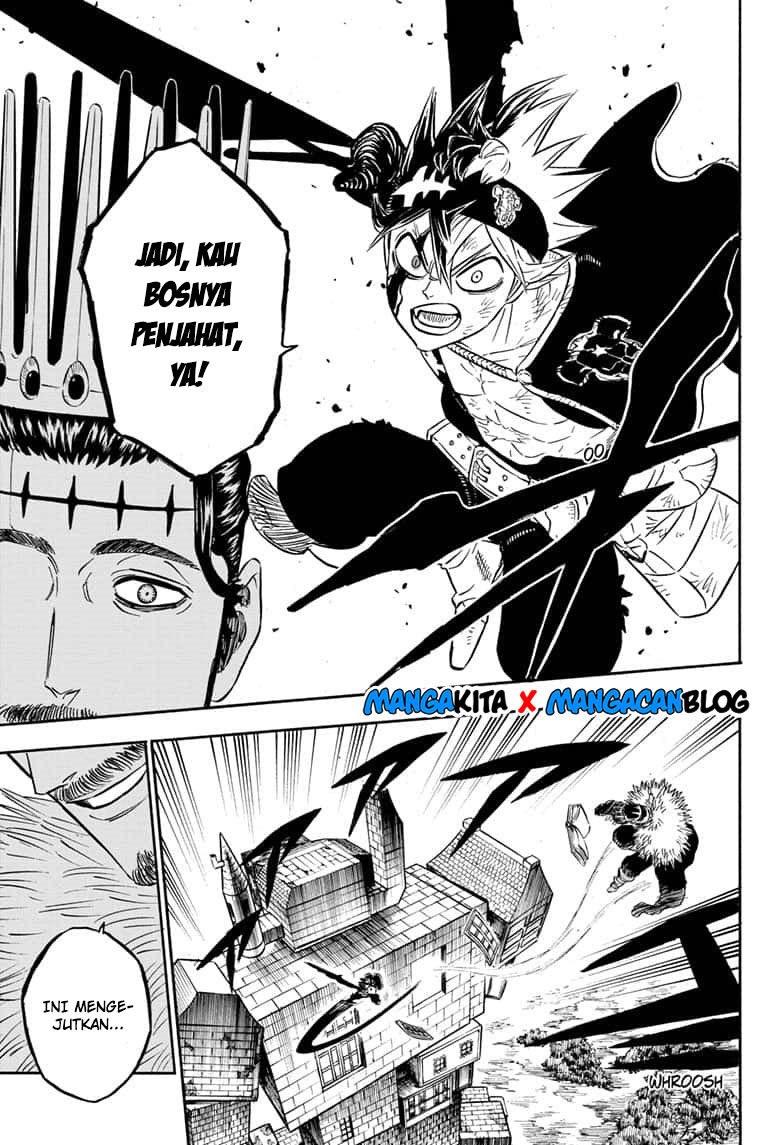 JADI, KAU
BOSNYA
PENJAHAT,
YA!
MANGAKITA X MANGACANBLOG
INI MENGE-
JUTKAN...
WHROOSH